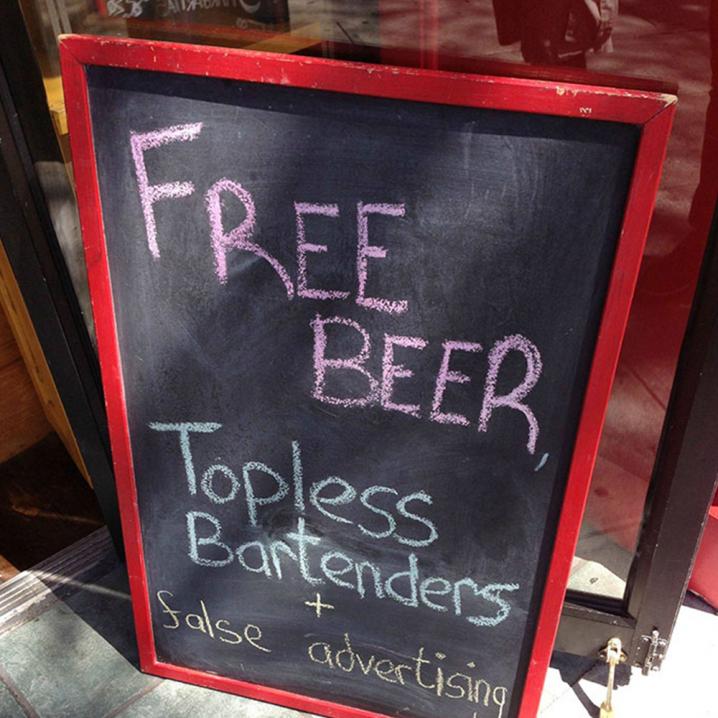 FREE
BEER,
Topless
Bartenders
+
false advertising